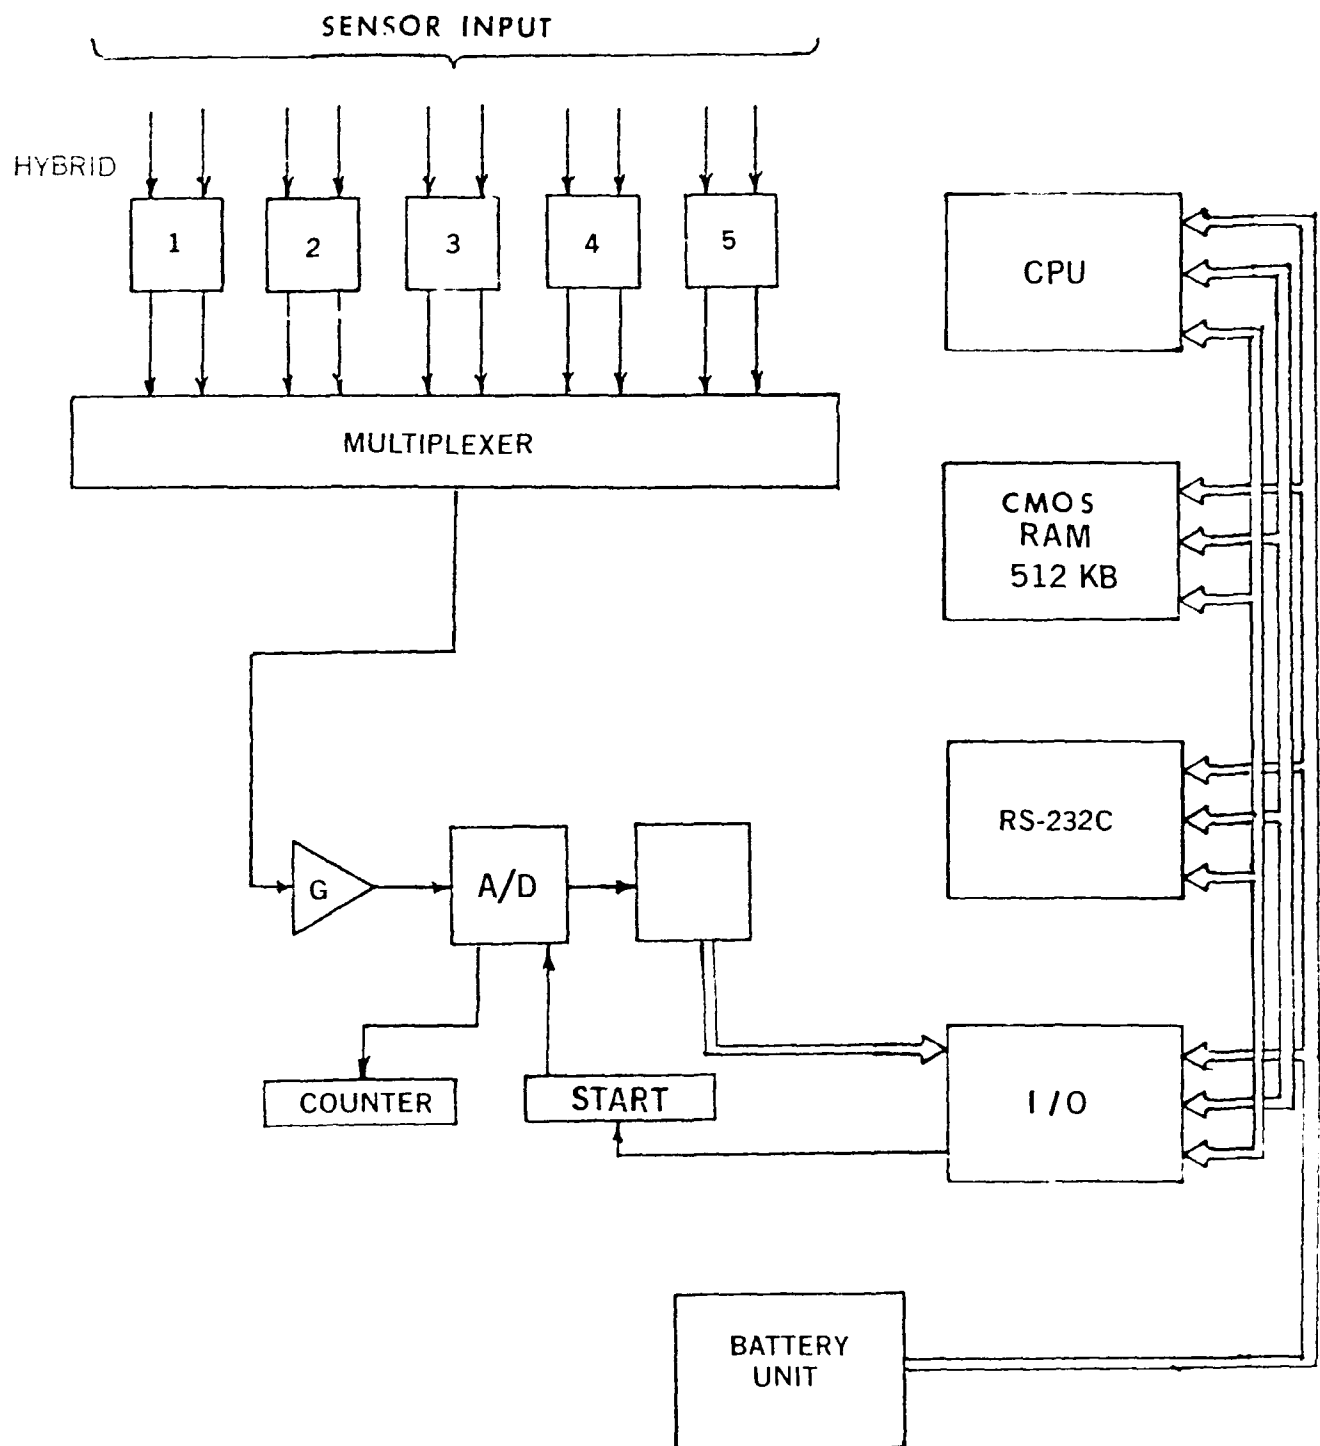 SENSOR INPUT
HYBRID
1 2 3 4 5
MULTIPLEXER
CPU
CMOS
RAM
512 KB
RS-232C
G
A/D
COUNTER
START
I/O
BATTERY
UNIT